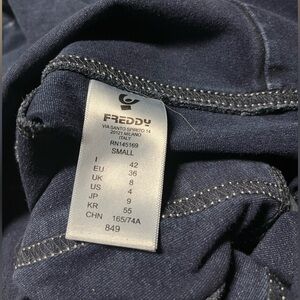 FREDDY
VIA SANTO SPIRITO 14
20121 MILANO
ITALY
RN145169
SMALL
I 42
EU 36
UK 8
US 4
JP 9
KR 55
CHN 165/74A
849